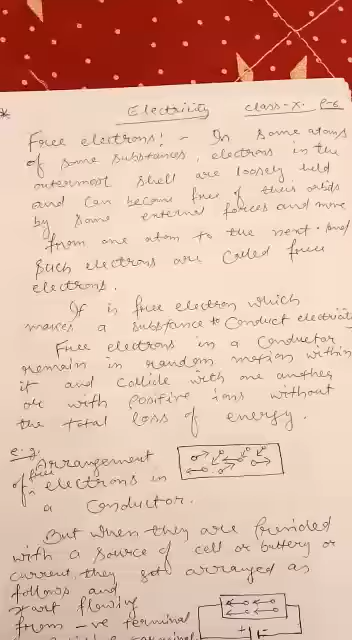 *
Electricity class-X. P-6
Free electrons! - In some atoms
of some substances, electrons in the
outermost shell are loosely held
and can become free of their orbits
by some external forces and move
from one atom to the next.
Such electrons are called free
electrons.
It is free electron which
makes a substance to Conduct electricity
Free electrons in a Conductor
remain in random motion within
it and collide with one another
or with positive ions without
the total loss of energy.
e.g.
Arrangement
of free electrons in
a conductor.
But when they are provided
with a source of cell or battery or
current they get arranged as
follows and
start flowing
from -ve terminal
+ -